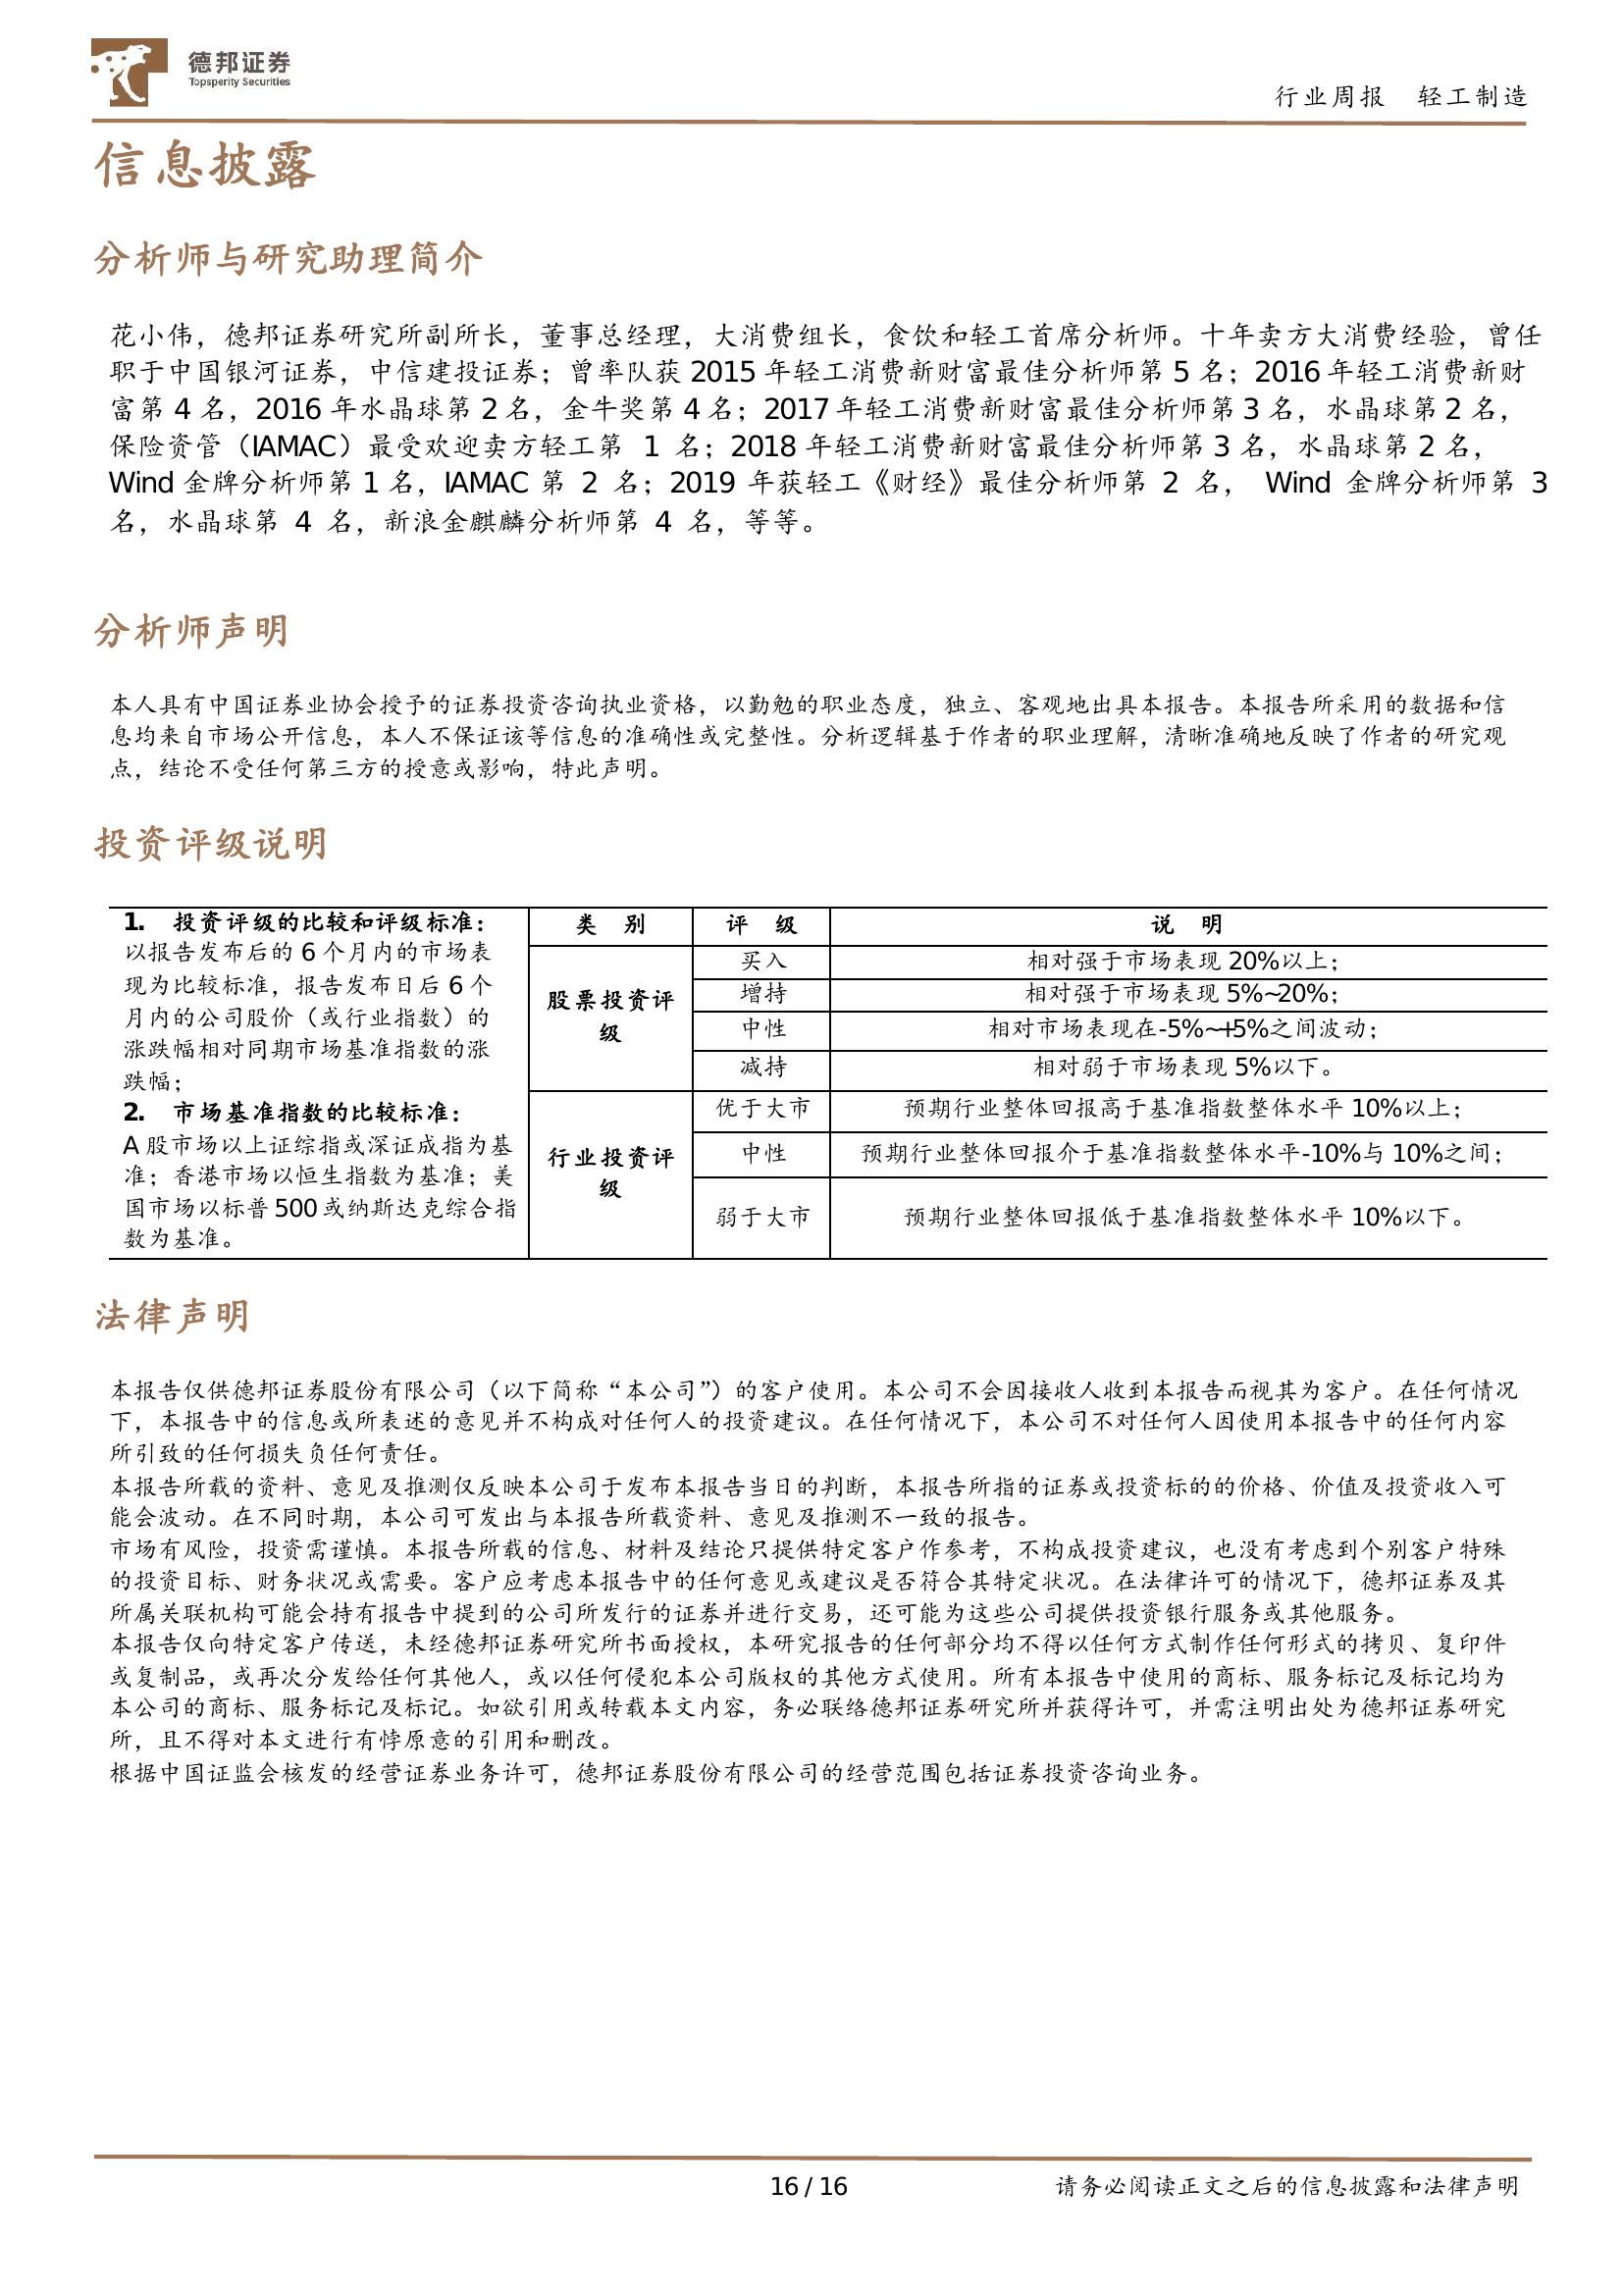 德邦证券
Topsperity Securities
行业周报 轻工制造
信息披露
分析师与研究助理简介
花小伟，德邦证券研究所副所长，董事总经理，大消费组长，食饮和轻工首席分析师。十年卖方大消费经验，曾任
职于中国银河证券，中信建投证券；曾率队获 2015 年轻工消费新财富最佳分析师第 5 名；2016 年轻工消费新财
富第 4 名，2016 年水晶球第 2 名，金牛奖第 4 名；2017 年轻工消费新财富最佳分析师第 3 名，水晶球第 2 名，
保险资管（IAMAC）最受欢迎卖方轻工第 1 名；2018 年轻工消费新财富最佳分析师第 3 名，水晶球第 2 名，
Wind 金牌分析师第 1 名，IAMAC 第 2 名；2019 年获轻工《财经》最佳分析师第 2 名， Wind 金牌分析师第 3
名，水晶球第 4 名，新浪金麒麟分析师第 4 名，等等。
分析师声明
本人具有中国证券业协会授予的证券投资咨询执业资格，以勤勉的职业态度，独立、客观地出具本报告。本报告所采用的数据和信
息均来自市场公开信息，本人不保证该等信息的准确性或完整性。分析逻辑基于作者的职业理解，清晰准确地反映了作者的研究观
点，结论不受任何第三方的授意或影响，特此声明。
投资评级说明
1. 投资评级的比较和评级标准：
以报告发布后的 6 个月内的市场表
现为比较标准，报告发布日后 6 个
月内的公司股价（或行业指数）的
涨跌幅相对同期市场基准指数的涨
跌幅；
2. 市场基准指数的比较标准：
A 股市场以上证综指或深证成指为基
准；香港市场以恒生指数为基准；美
国市场以标普 500 或纳斯达克综合指
数为基准。
类 别 评 级 说 明
股票投资评
级
买入 相对强于市场表现 20%以上；
增持 相对强于市场表现 5%~20%；
中性 相对市场表现在-5%~+5%之间波动；
减持 相对弱于市场表现 5%以下。
行业投资评
级
优于大市 预期行业整体回报高于基准指数整体水平 10%以上；
中性 预期行业整体回报介于基准指数整体水平-10%与 10%之间；
弱于大市 预期行业整体回报低于基准指数整体水平 10%以下。
法律声明
本报告仅供德邦证券股份有限公司（以下简称“本公司”）的客户使用。本公司不会因接收人收到本报告而视其为客户。在任何情况
下，本报告中的信息或所表述的意见并不构成对任何人的投资建议。在任何情况下，本公司不对任何人因使用本报告中的任何内容
所引致的任何损失负任何责任。
本报告所载的资料、意见及推测仅反映本公司于发布本报告当日的判断，本报告所指的证券或投资标的的价格、价值及投资收入可
能会波动。在不同时期，本公司可发出与本报告所载资料、意见及推测不一致的报告。
市场有风险，投资需谨慎。本报告所载的信息、材料及结论只提供特定客户作参考，不构成投资建议，也没有考虑到个别客户特殊
的投资目标、财务状况或需要。客户应考虑本报告中的任何意见或建议是否符合其特定状况。在法律许可的情况下，德邦证券及其
所属关联机构可能会持有报告中提到的公司所发行的证券并进行交易，还可能为这些公司提供投资银行服务或其他服务。
本报告仅向特定客户传送，未经德邦证券研究所书面授权，本研究报告的任何部分均不得以任何方式制作任何形式的拷贝、复印件
或复制品，或再次分发给任何其他人，或以任何侵犯本公司版权的其他方式使用。所有本报告中使用的商标、服务标记及标记均为
本公司的商标、服务标记及标记。如欲引用或转载本文内容，务必联络德邦证券研究所并获得许可，并需注明出处为德邦证券研究
所，且不得对本文进行有悖原意的引用和删改。
根据中国证监会核发的经营证券业务许可，德邦证券股份有限公司的经营范围包括证券投资咨询业务。
16 / 16 请务必阅读正文之后的信息披露和法律声明